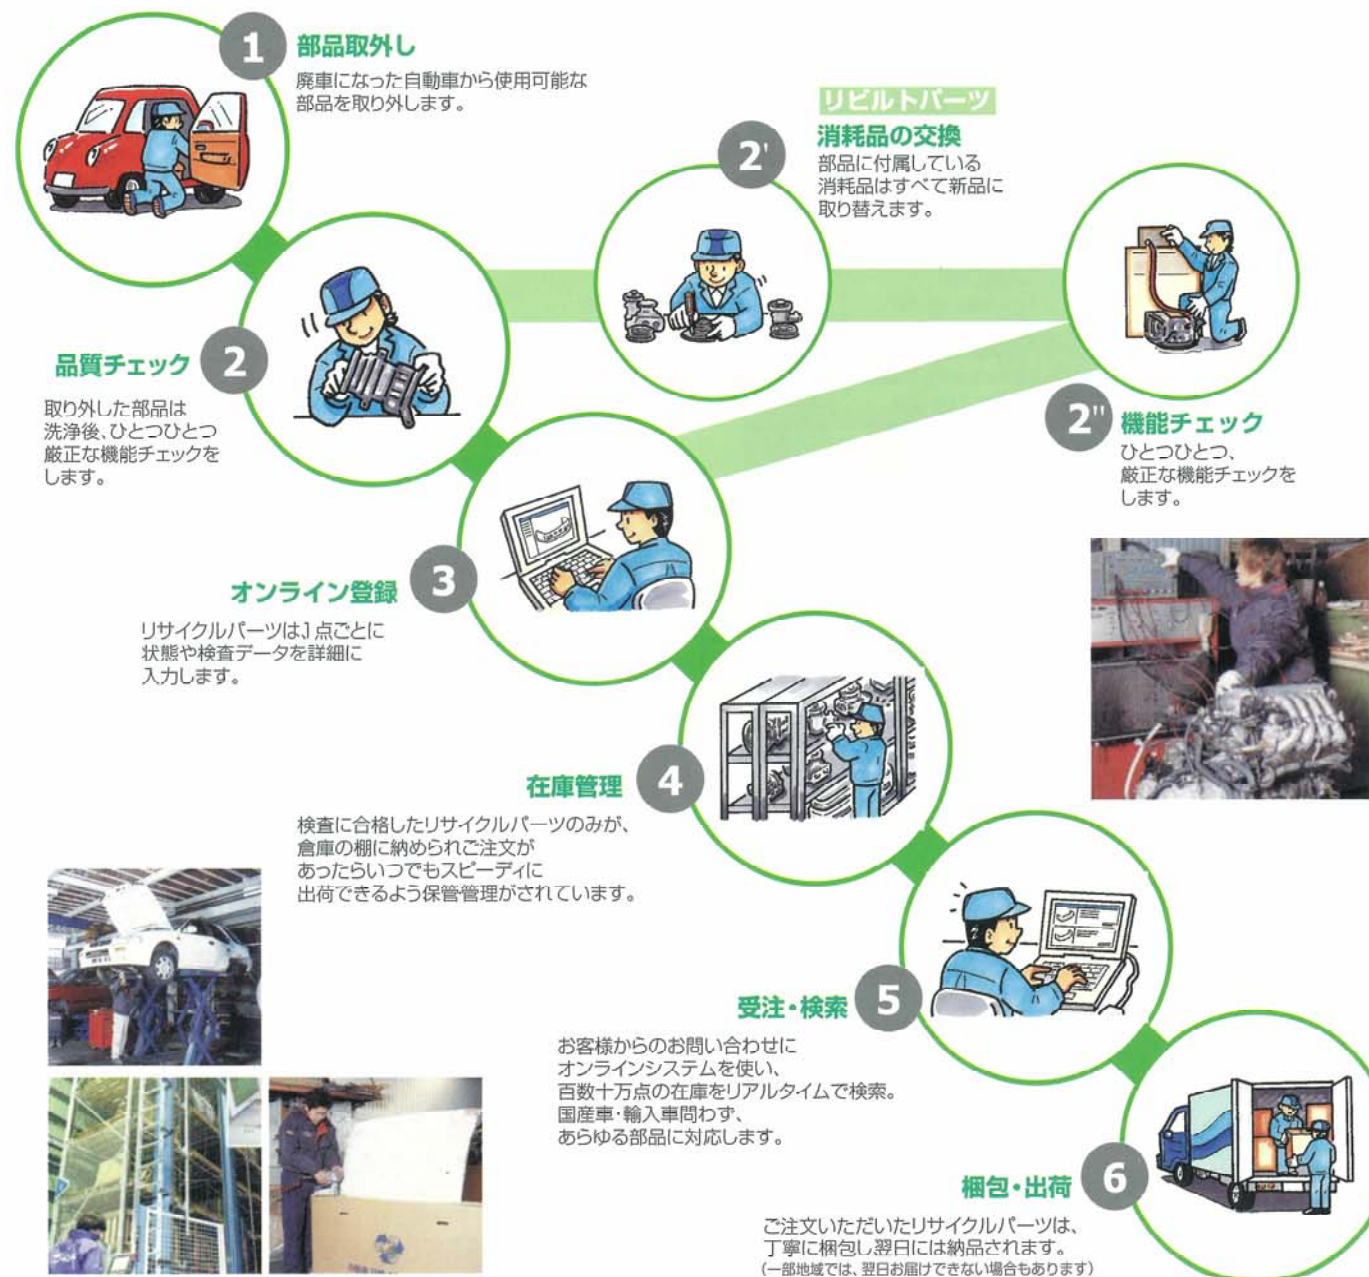 1
部品取外し
廃車になった自動車から使用可能な
部品を取り外します。
リビルトパーツ
2'
消耗品の交換
部品に付属している
消耗品はすべて新品に
取り替えます。
品質チェック
2
取り外した部品は
洗浄後、ひとつひとつ
厳正な機能チェックを
します。
2"
機能チェック
ひとつひとつ、
厳正な機能チェックを
します。
オンライン登録
3
リサイクルパーツは1点ごとに
状態や検査データを詳細に
入力します。
在庫管理
4
検査に合格したリサイクルパーツのみが、
倉庫の棚に納められご注文が
あったらいつでもスピーディに
出荷できるよう保管管理がされています。
受注・検索
5
お客様からのお問い合わせに
オンラインシステムを使い、
百数十万点の在庫をリアルタイムで検索。
国産車・輸入車問わず、
あらゆる部品に対応します。
梱包・出荷
6
ご注文いただいたリサイクルパーツは、
丁寧に梱包し翌日には納品されます。
(一部地域では、翌日お届けできない場合もあります)